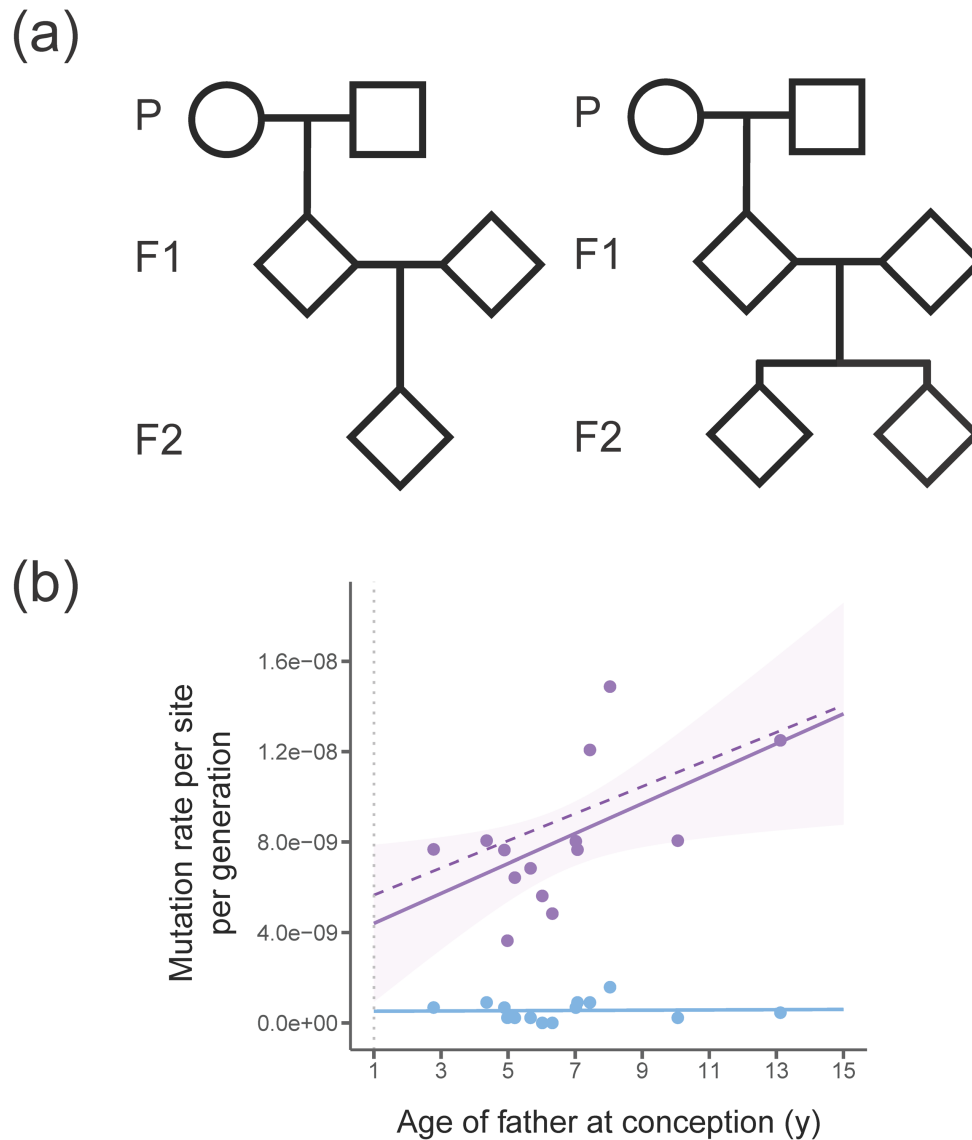 (a)
P
P
F1
F1
F2
F2
(b)
Mutation rate per site
per generation
1.6e−08
1.2e−08
8.0e−09
4.0e−09
0.0e+00
1 3 5 7 9 11 13 15
Age of father at conception (y)